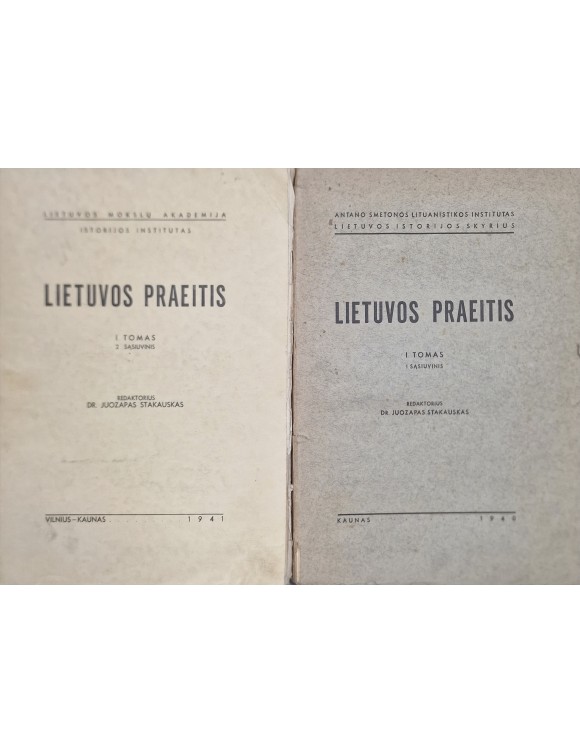 LIETUVOS MOKSLŲ AKADEMIJA
ISTORIJOS INSTITUTAS
LIETUVOS PRAEITIS
I TOMAS
2 SĄSIUVINIS
REDAKTORIUS
DR. JUOZAPAS STAKAUSKAS
VILNIUS–KAUNAS 1941
ANTANO SMETONOS LITUANISTIKOS INSTITUTAS
LIETUVOS ISTORIJOS SKYRIUS
LIETUVOS PRAEITIS
I TOMAS
I SĄSIUVINIS
REDAKTORIUS
DR. JUOZAPAS STAKAUSKAS
KAUNAS 1940